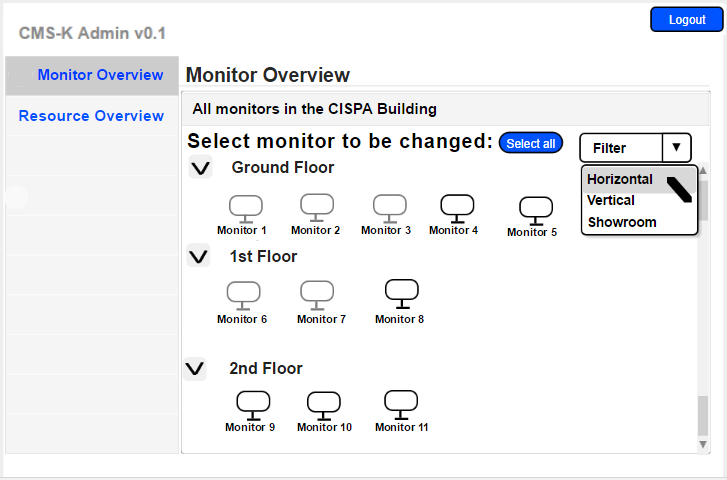 Logout
CMS-K Admin v0.1
Monitor Overview
Resource Overview
Monitor Overview
All monitors in the CISPA Building
Select monitor to be changed: Select all
Filter
Horizontal
Vertical
Showroom
Ground Floor
Monitor 1 Monitor 2 Monitor 3 Monitor 4 Monitor 5
1st Floor
Monitor 6 Monitor 7 Monitor 8
2nd Floor
Monitor 9 Monitor 10 Monitor 11